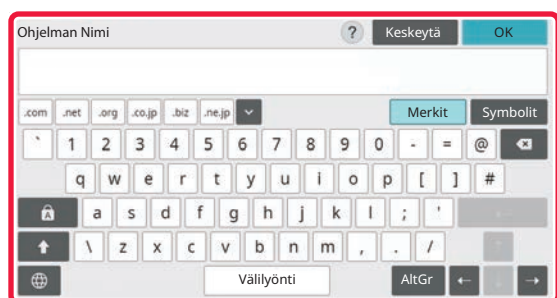 Ohjelman Nimi ? Keskeytä OK
.com .net .org .co.jp .biz .ne.jp Merkit Symbolit
` 1 2 3 4 5 6 7 8 9 0 - = @
q w e r t y u i o p [ ] #
A a s d f g h j k l ; '
\ z x c v b n m , . /
Välilyönti AltGr ← ↓ →